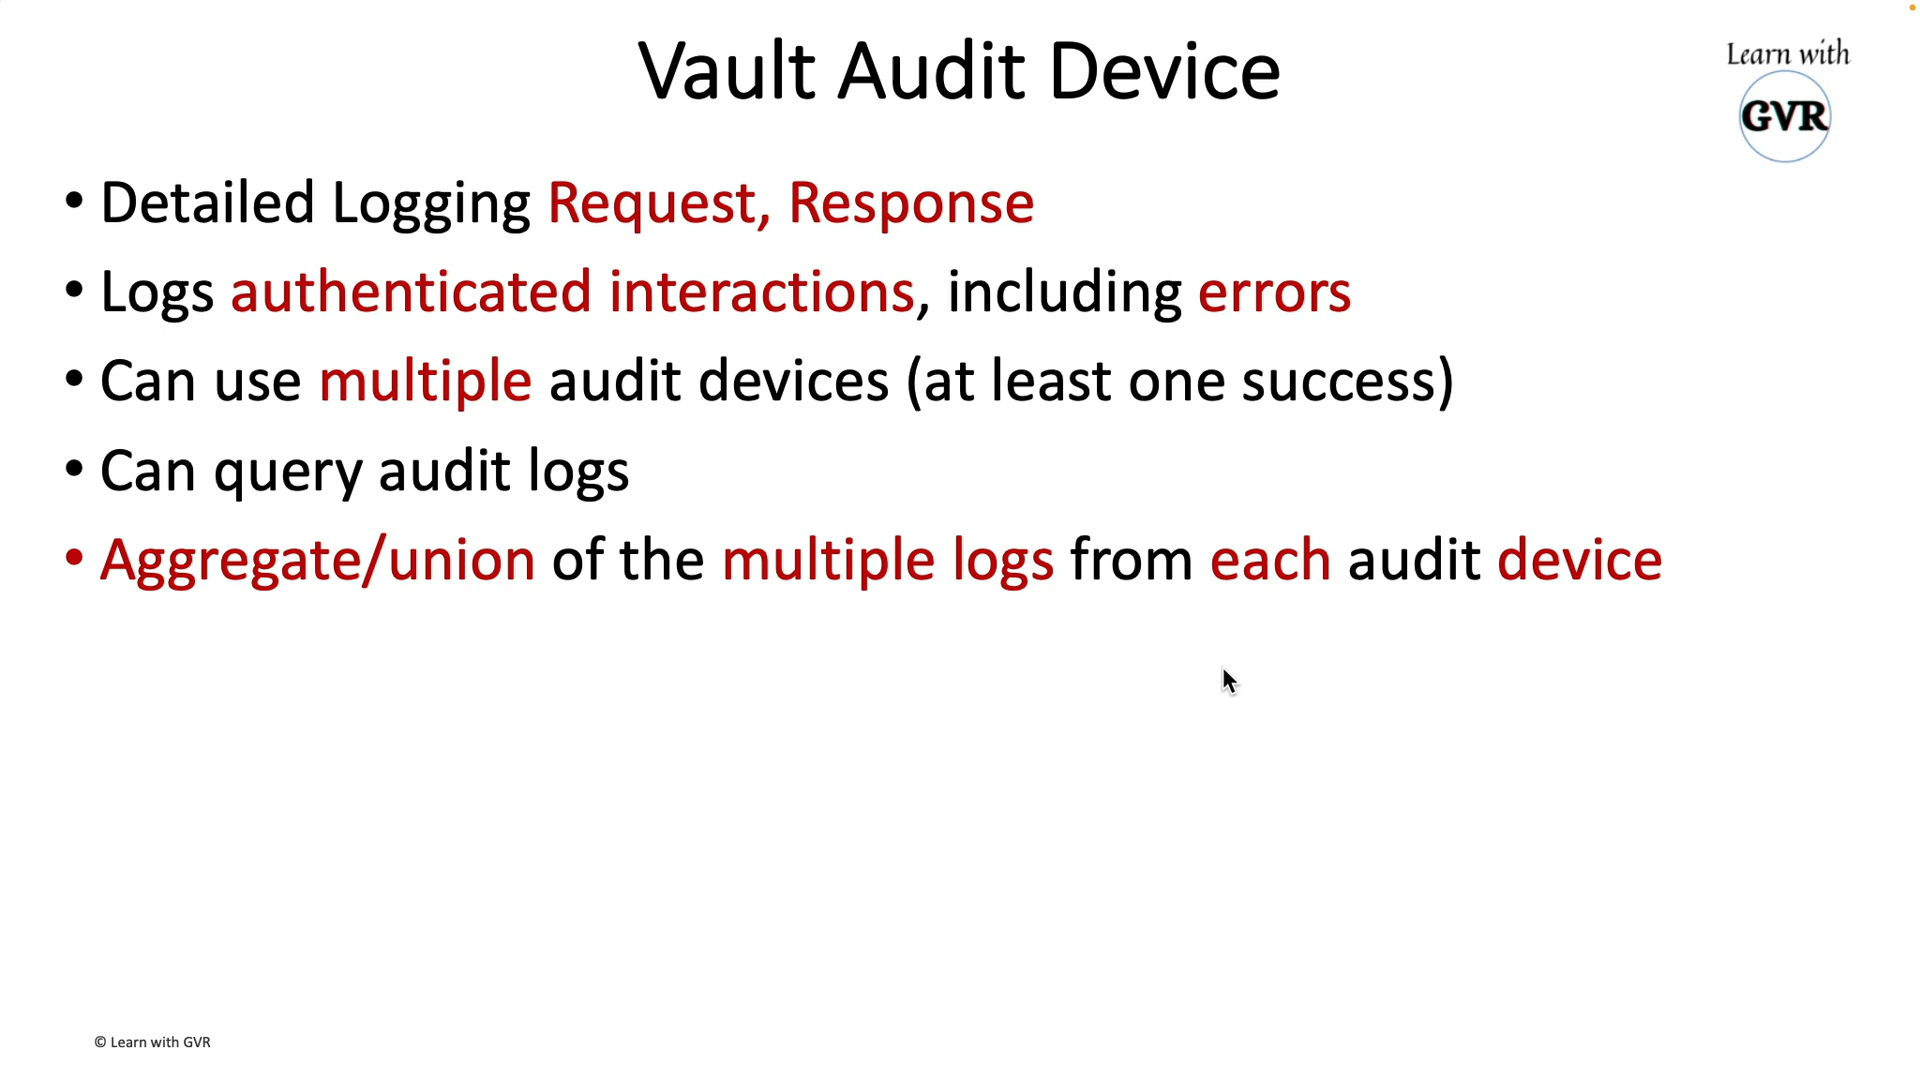 Vault Audit Device
Learn with
GVR
• Detailed Logging Request, Response
• Logs authenticated interactions, including errors
• Can use multiple audit devices (at least one success)
• Can query audit logs
• Aggregate/union of the multiple logs from each audit device
© Learn with GVR